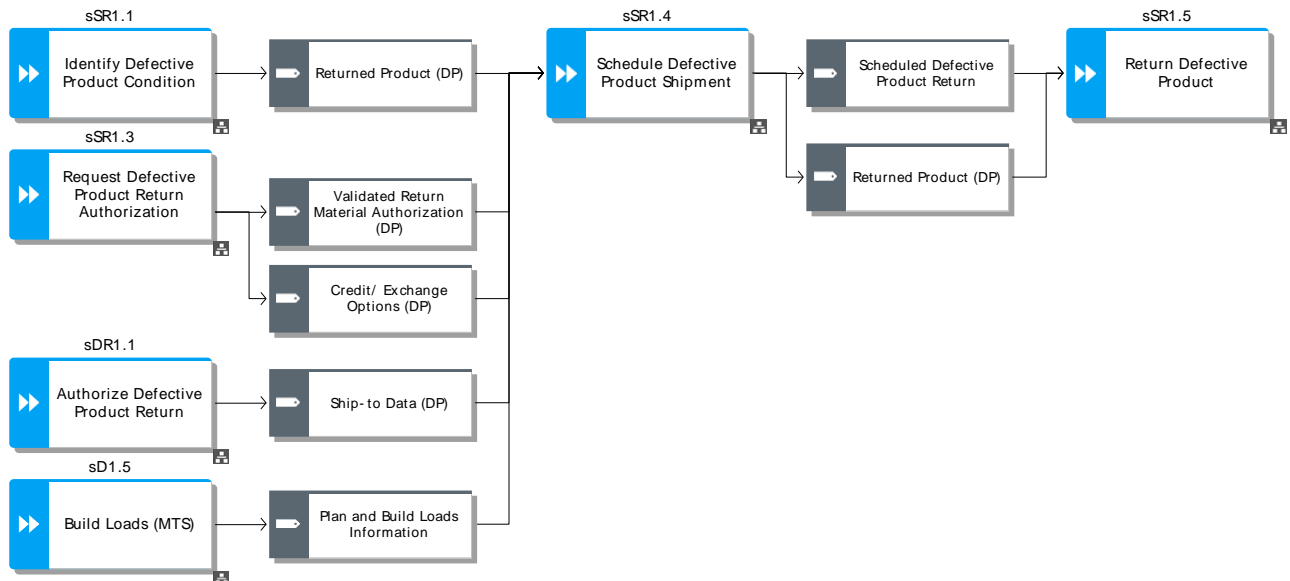 sSR1.1
Identify Defective
Product Condition
Returned Product (DP)
sSR1.4
Schedule Defective
Product Shipment
Scheduled Defective
Product Return
sSR1.5
Return Defective
Product
sSR1.3
Request Defective
Product Return
Authorization
Validated Return
Material Authorization
(DP)
Returned Product (DP)
Credit/ Exchange
Options (DP)
sDR1.1
Authorize Defective
Product Return
Ship-to Data (DP)
sD1.5
Build Loads (MTS)
Plan and Build Loads
Information